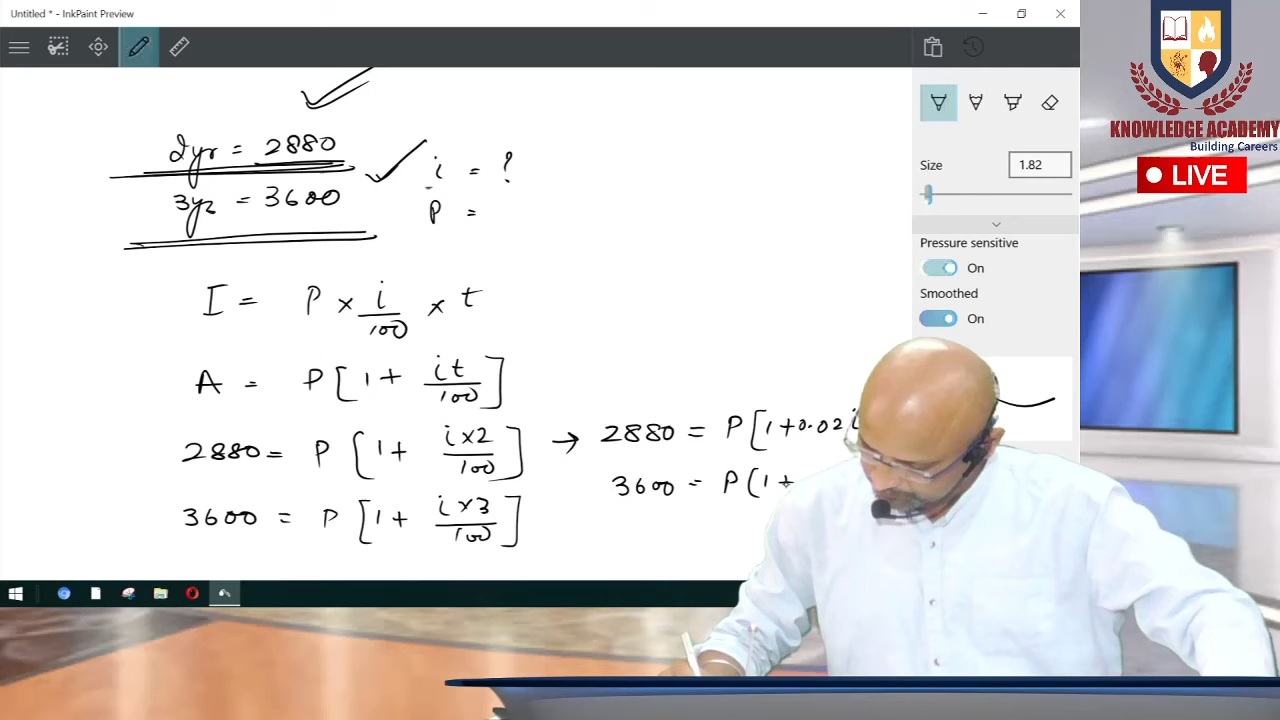 Untitled * - InkPaint Preview
KNOWLEDGE ACADEMY
Building Careers
LIVE
2yr = 2880
3yr = 3600
i = ?
P =
Size
1.82
Pressure sensitive
On
Smoothed
On
I = P × i/100 × t
A = P[1 + it/100]
2880 = P[1 + i×2/100] → 2880 = P[1+0.02i
3600 = P[1 + i×3/100]
3600 = P(1+